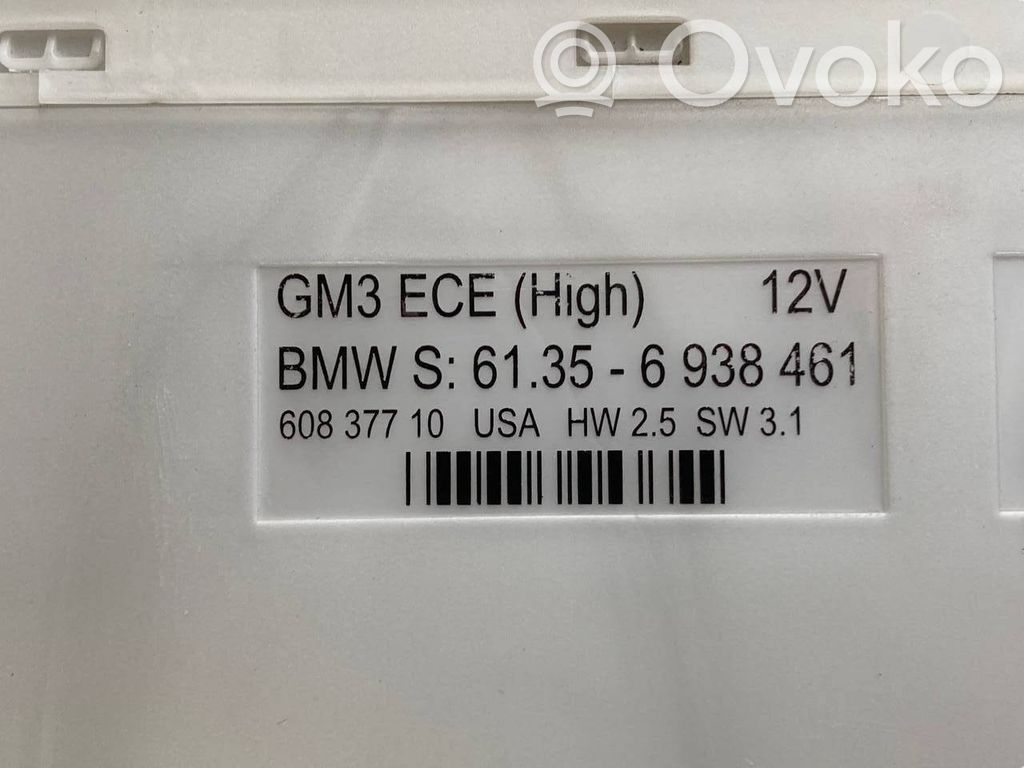 Ovoko
GM3 ECE (High) 12V
BMW S: 61.35 - 6 938 461
608 377 10 USA HW 2.5 SW 3.1